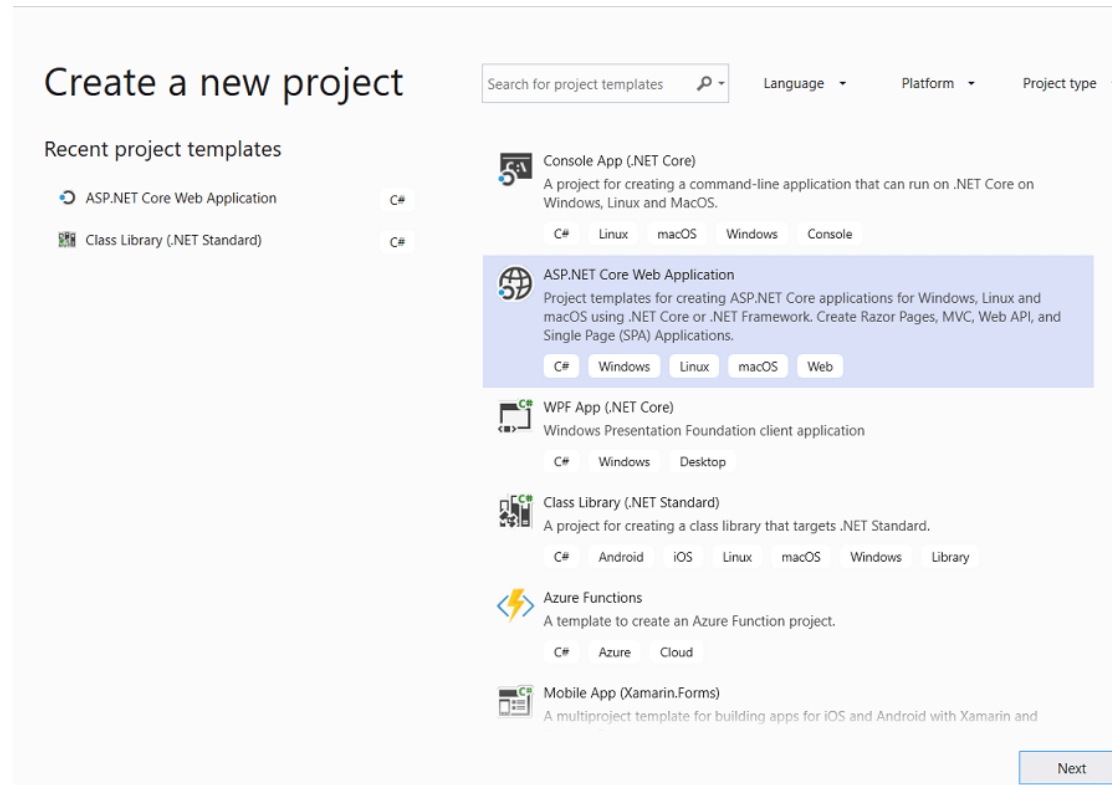 Create a new project
Search for project templates
Language
Platform
Project type
Recent project templates
ASP.NET Core Web Application
C#
Class Library (.NET Standard)
C#
Console App (.NET Core)
A project for creating a command-line application that can run on .NET Core on
Windows, Linux and MacOS.
C# Linux macOS Windows Console
ASP.NET Core Web Application
Project templates for creating ASP.NET Core applications for Windows, Linux and
macOS using .NET Core or .NET Framework. Create Razor Pages, MVC, Web API, and
Single Page (SPA) Applications.
C# Windows Linux macOS Web
WPF App (.NET Core)
Windows Presentation Foundation client application
C# Windows Desktop
Class Library (.NET Standard)
A project for creating a class library that targets .NET Standard.
C# Android iOS Linux macOS Windows Library
Azure Functions
A template to create an Azure Function project.
C# Azure Cloud
Mobile App (Xamarin.Forms)
A multiproject template for building apps for iOS and Android with Xamarin and
Next